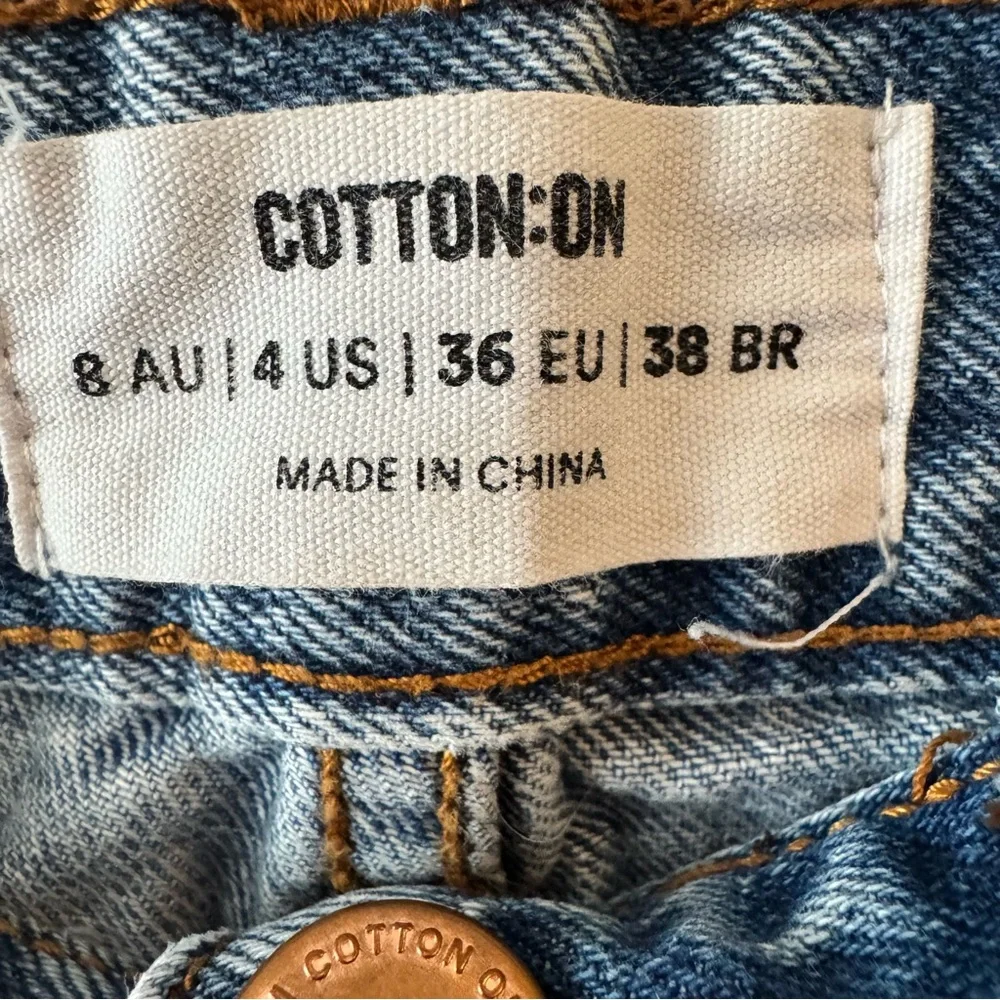 COTTON:ON
8 AU | 4 US | 36 EU | 38 BR
MADE IN CHINA
COTTON